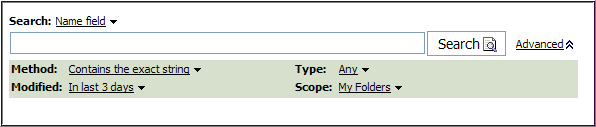 Search: Name field
Search Advanced
Method: Contains the exact string Type: Any
Modified: In last 3 days Scope: My Folders